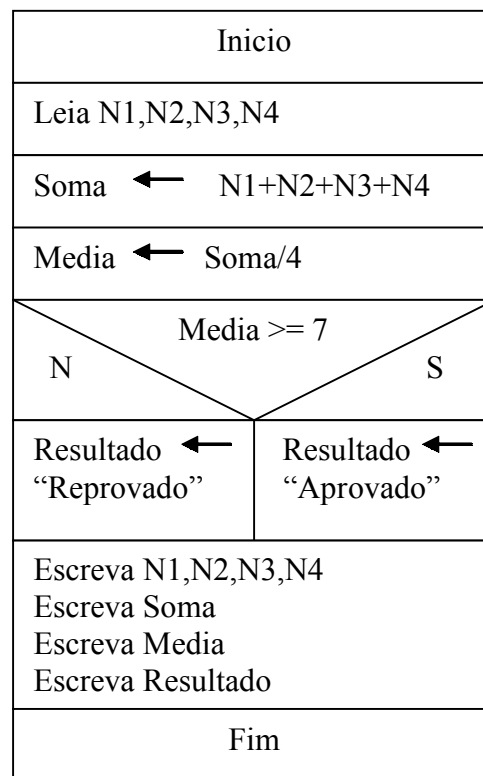 Inicio
Leia N1,N2,N3,N4
Soma ← N1+N2+N3+N4
Media ← Soma/4
Media >= 7
N
S
Resultado ←
“Reprovado”
Resultado ←
“Aprovado”
Escreva N1,N2,N3,N4
Escreva Soma
Escreva Media
Escreva Resultado
Fim